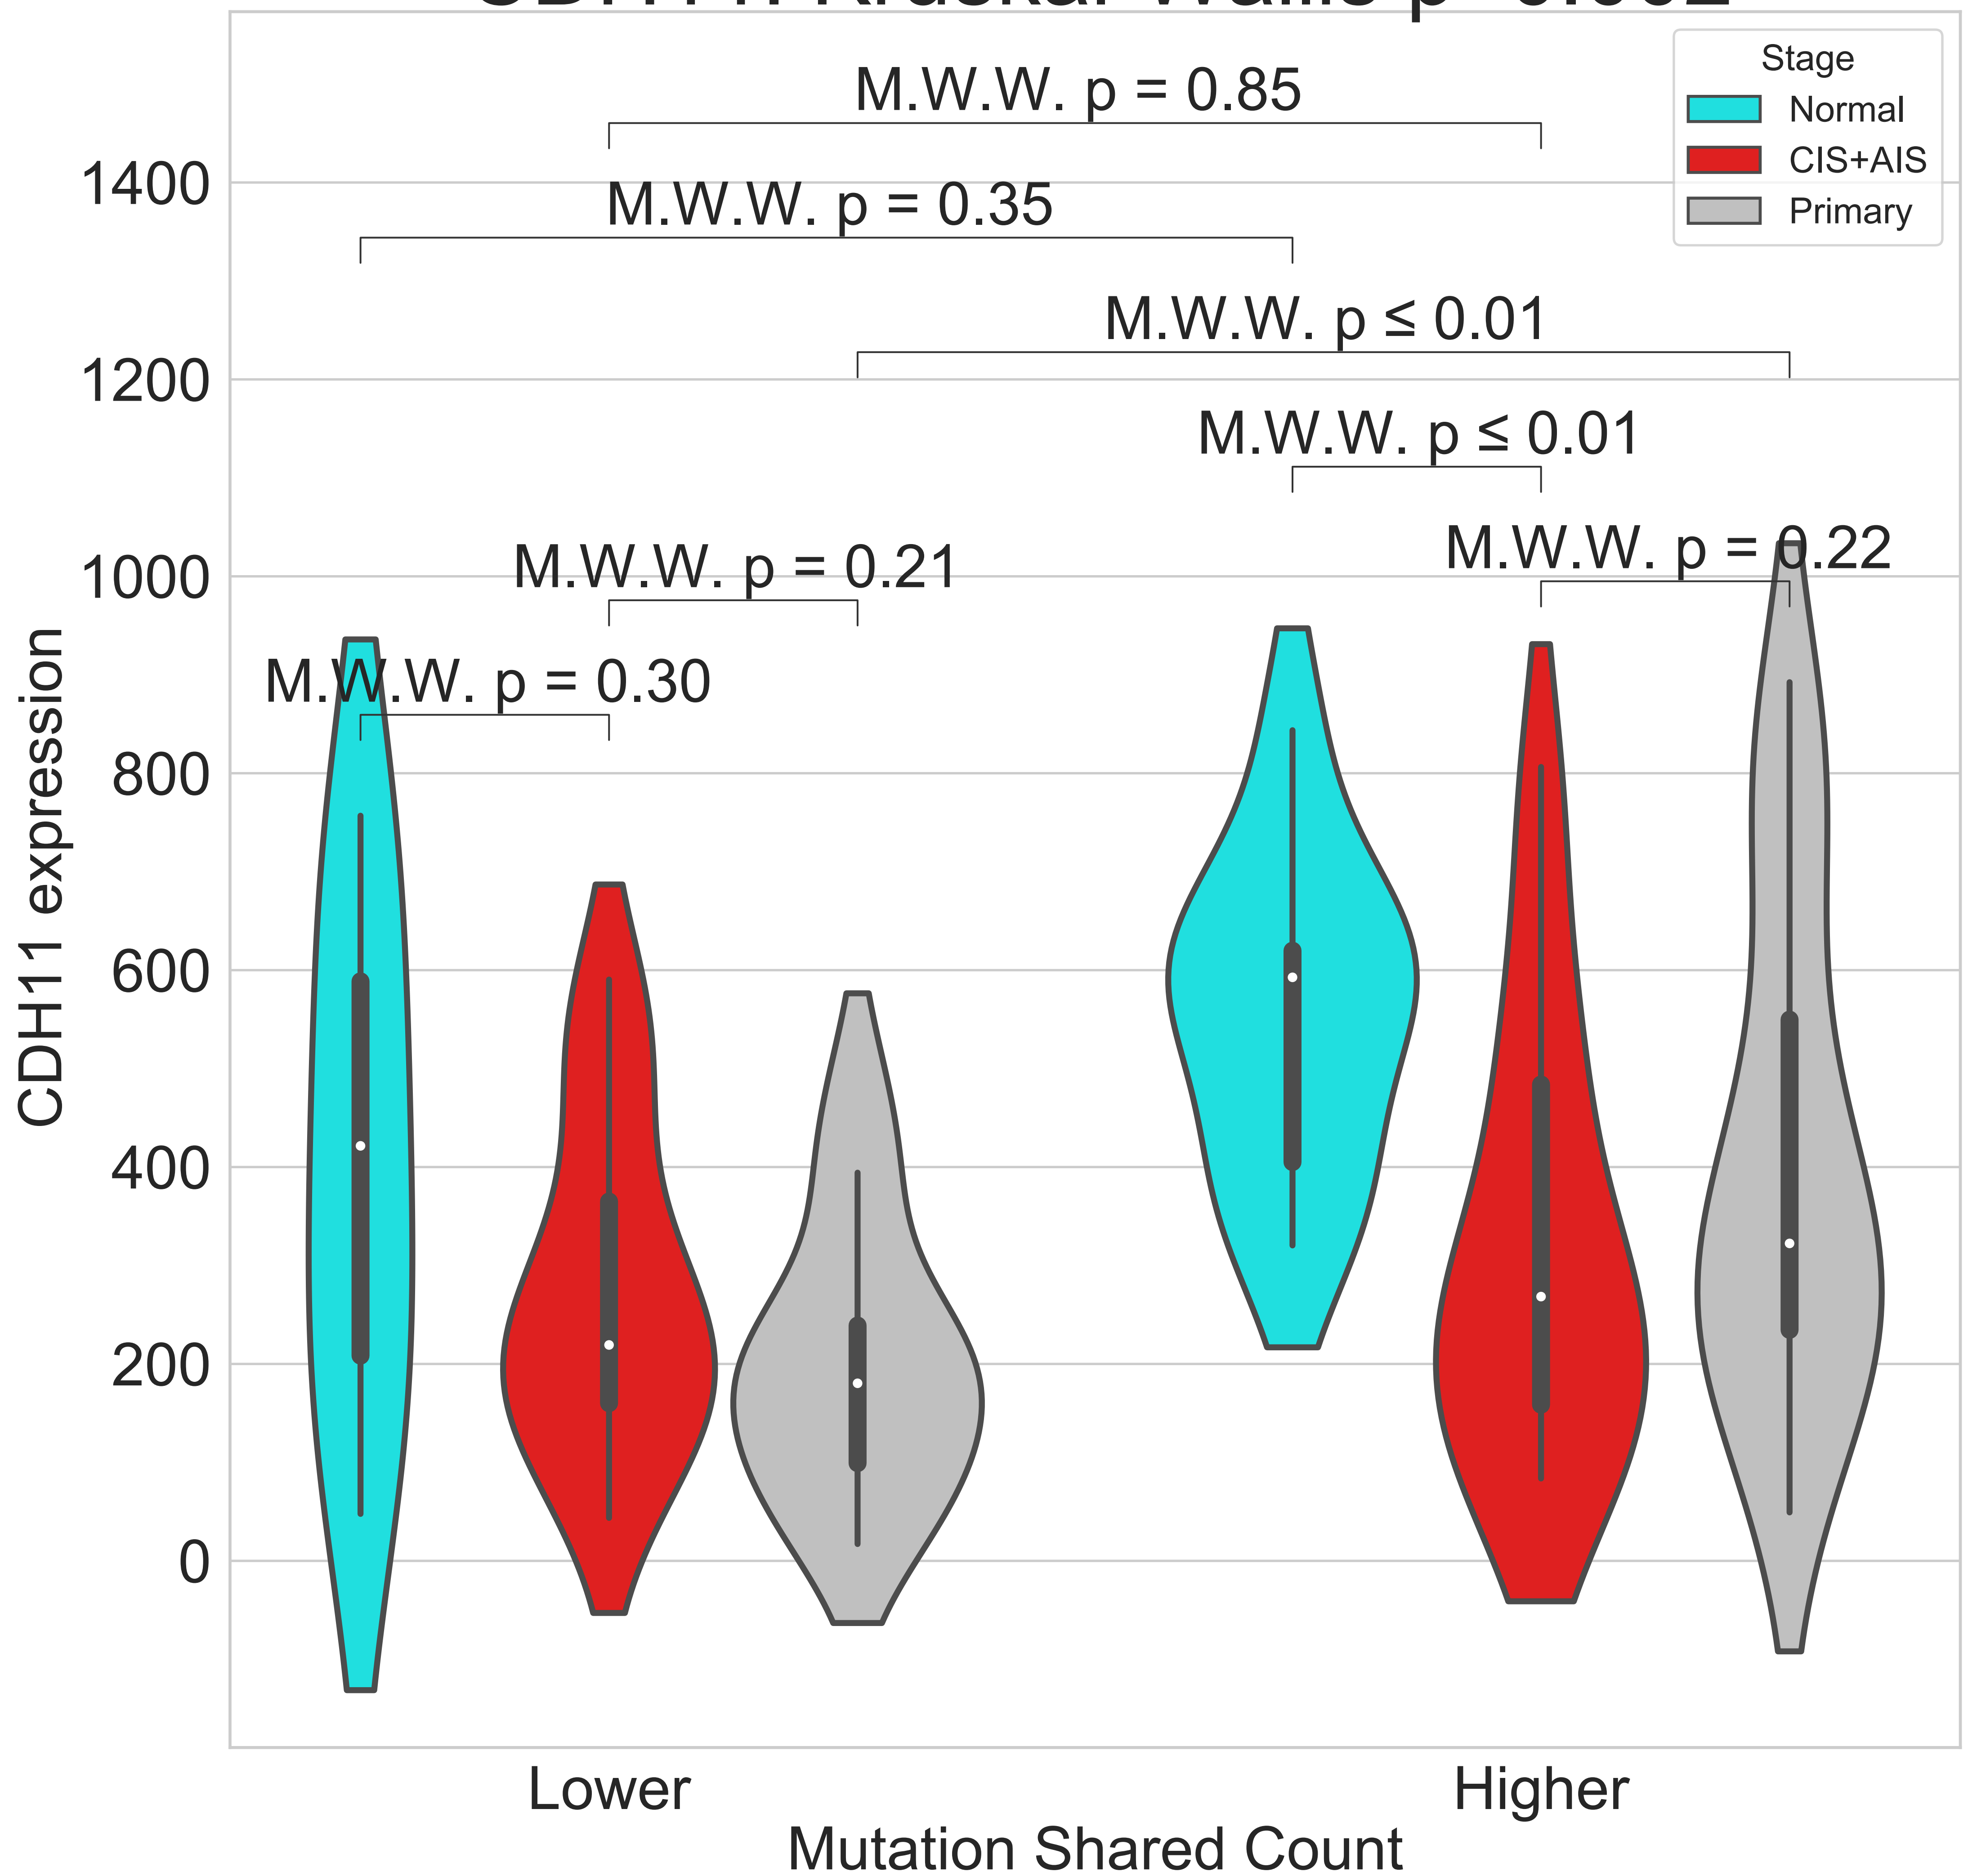 Stage
Normal
CIS+AIS
Primary
M.W.W. p = 0.85
M.W.W. p = 0.35
M.W.W. p ≤ 0.01
M.W.W. p ≤ 0.01
M.W.W. p = 0.22
M.W.W. p = 0.21
M.W.W. p = 0.30
1400
1200
1000
800
600
400
200
0
CDH11 expression
Lower
Higher
Mutation Shared Count